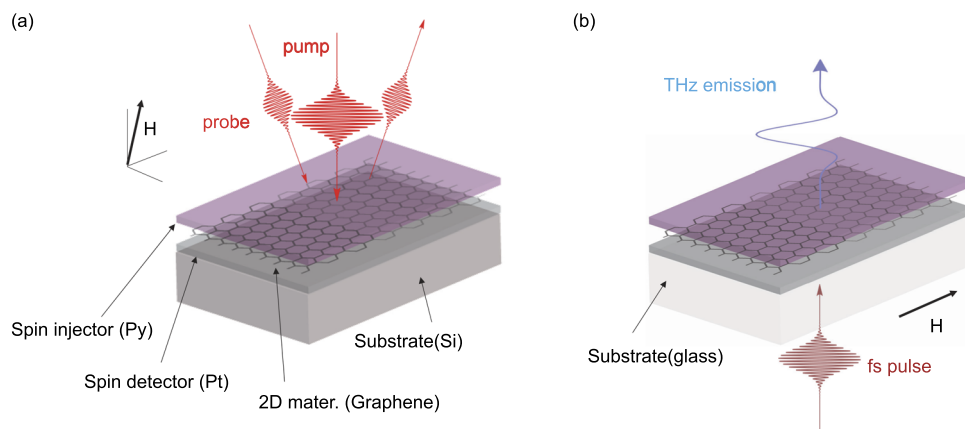 (a)
pump
probe
H
Spin injector (Py)
Spin detector (Pt)
2D mater. (Graphene)
Substrate(Si)
(b)
THz emission
Substrate(glass)
H
fs pulse